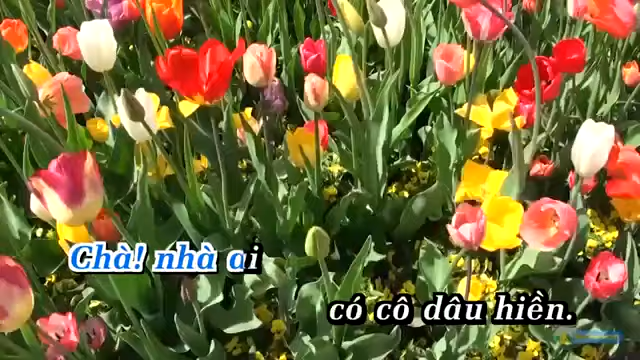 Chà! nhà ai
có cô dâu hiền.